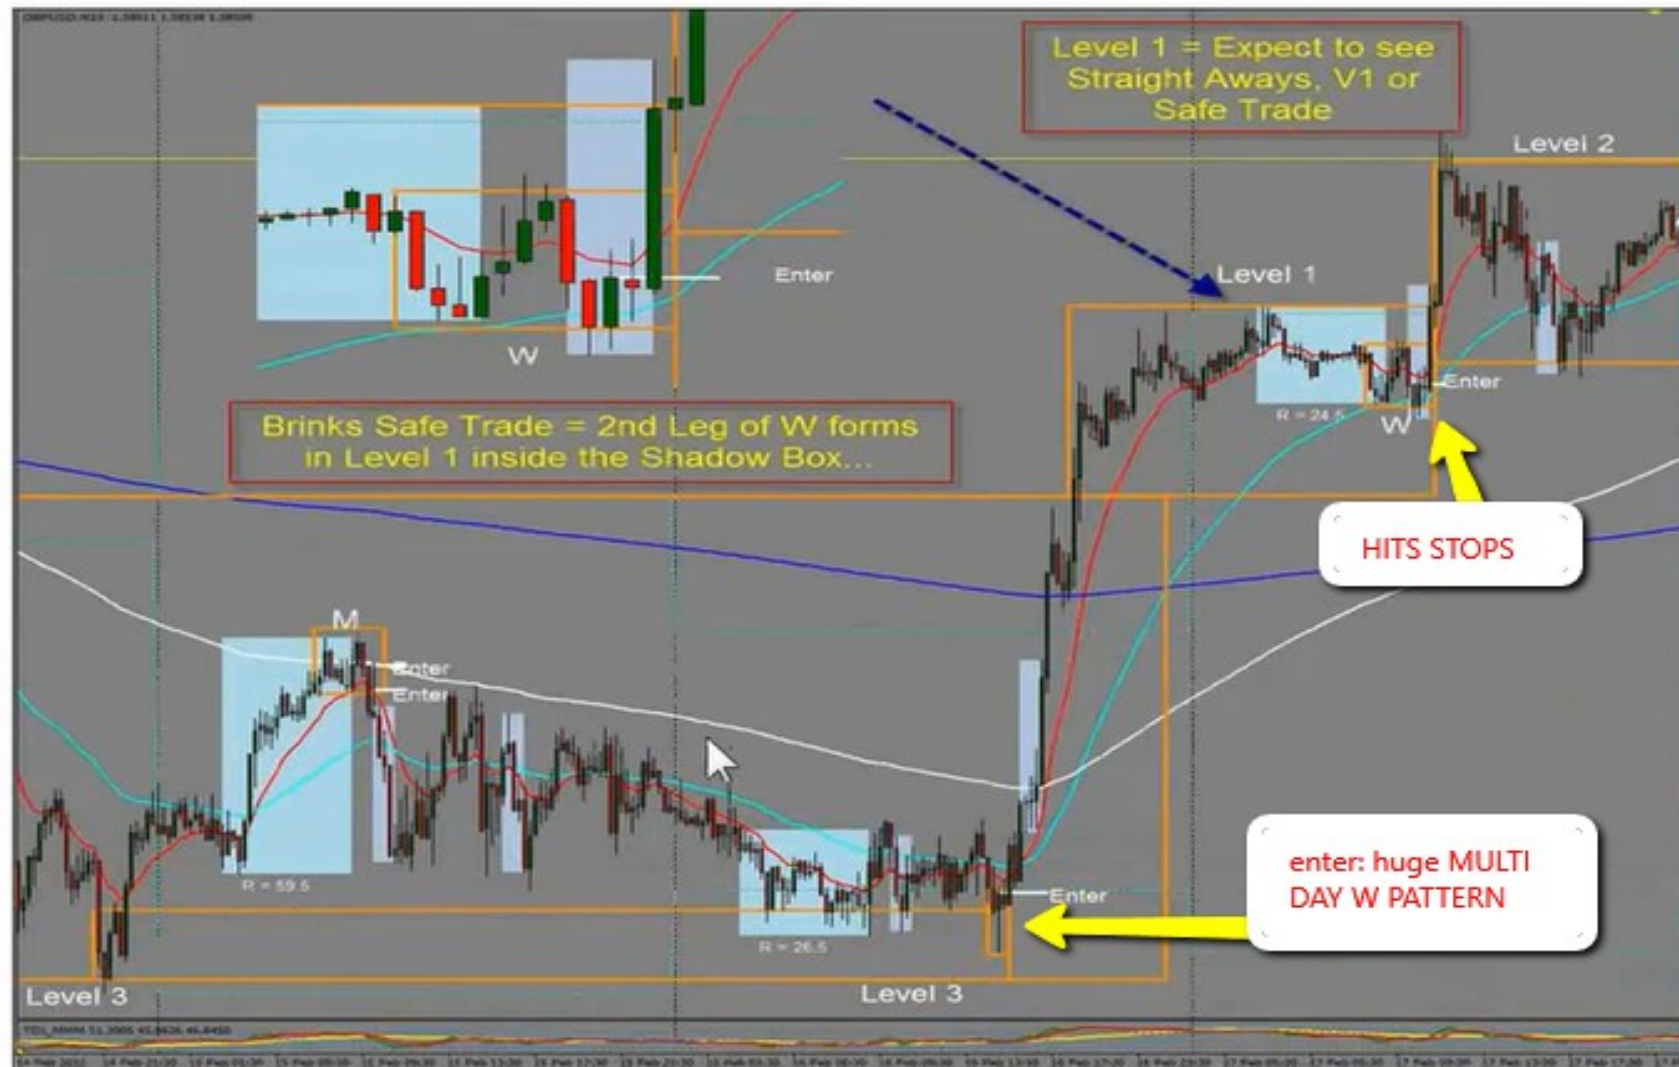 Level 1 = Expect to see
Straight Aways, V1 or
Safe Trade
Level 2
Enter
W
Level 1
Enter
R = 24.5
W
Brinks Safe Trade = 2nd Leg of W forms
in Level 1 inside the Shadow Box...
HITS STOPS
M
Enter
Enter
R = 59.5
enter: huge MULTI
DAY W PATTERN
Enter
R = 26.5
Level 3
Level 3